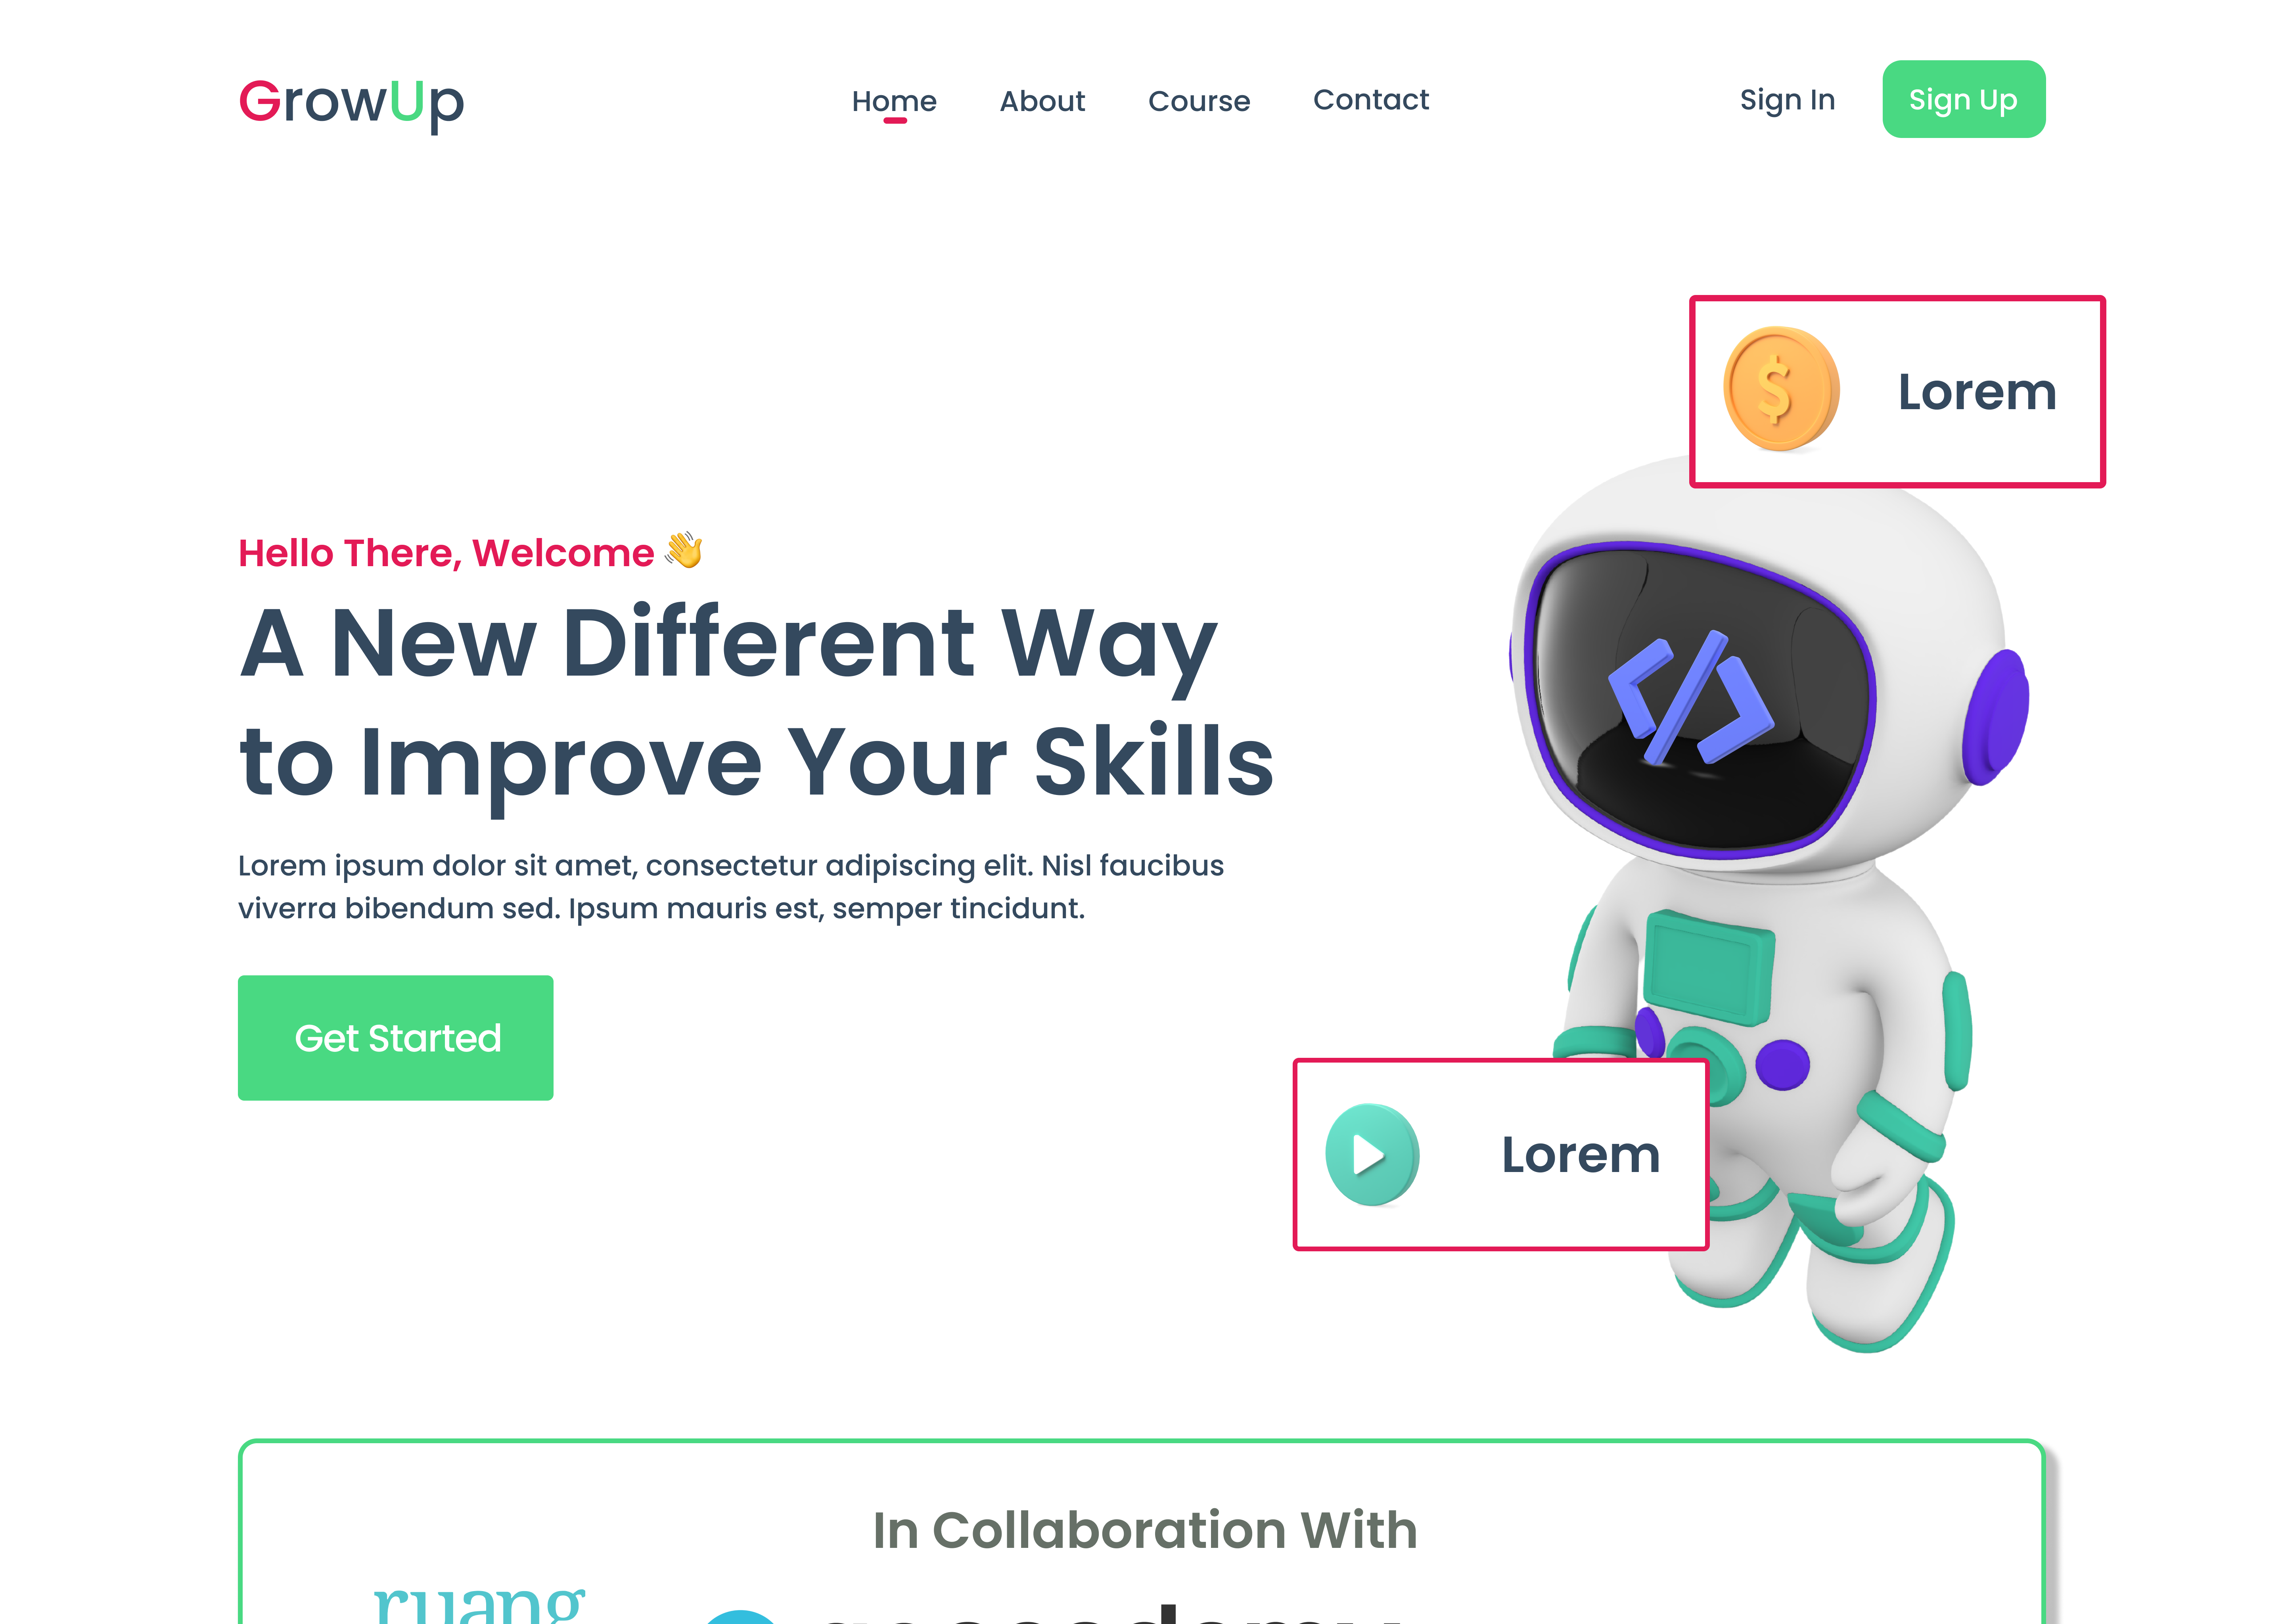 GrowUp
Home
About
Course
Contact
Sign In
Sign Up
Lorem
Hello There, Welcome 👋
A New Different Way
to Improve Your Skills
Lorem ipsum dolor sit amet, consectetur adipiscing elit. Nisl faucibus
viverra bibendum sed. Ipsum mauris est, semper tincidunt.
Get Started
Lorem
In Collaboration With
ruang